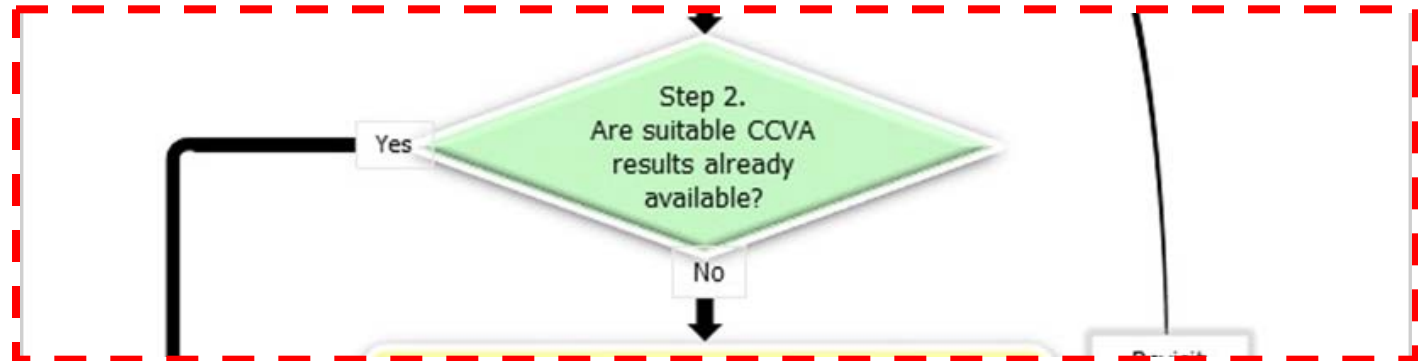 Step 2.
Are suitable CCVA
results already
available?
Yes
No